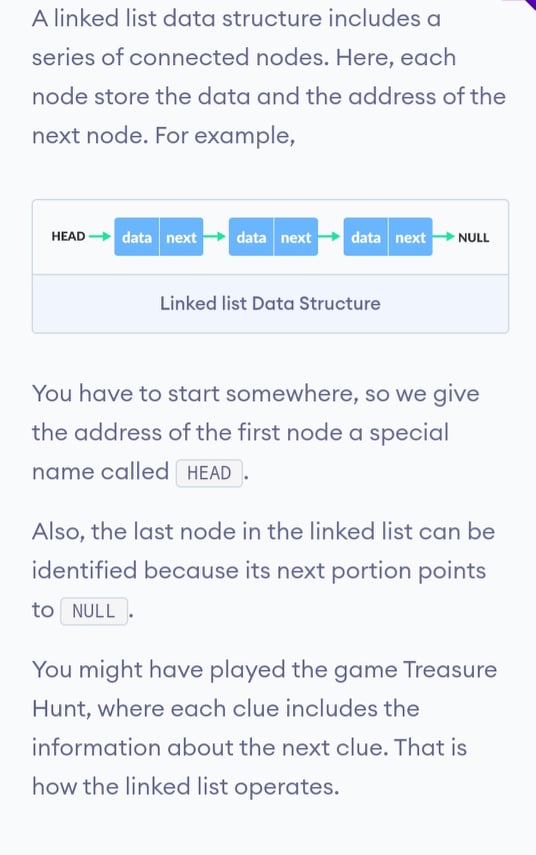 A linked list data structure includes a
series of connected nodes. Here, each
node store the data and the address of the
next node. For example,
HEAD data next data next data next NULL
Linked list Data Structure
You have to start somewhere, so we give
the address of the first node a special
name called HEAD .
Also, the last node in the linked list can be
identified because its next portion points
to NULL .
You might have played the game Treasure
Hunt, where each clue includes the
information about the next clue. That is
how the linked list operates.